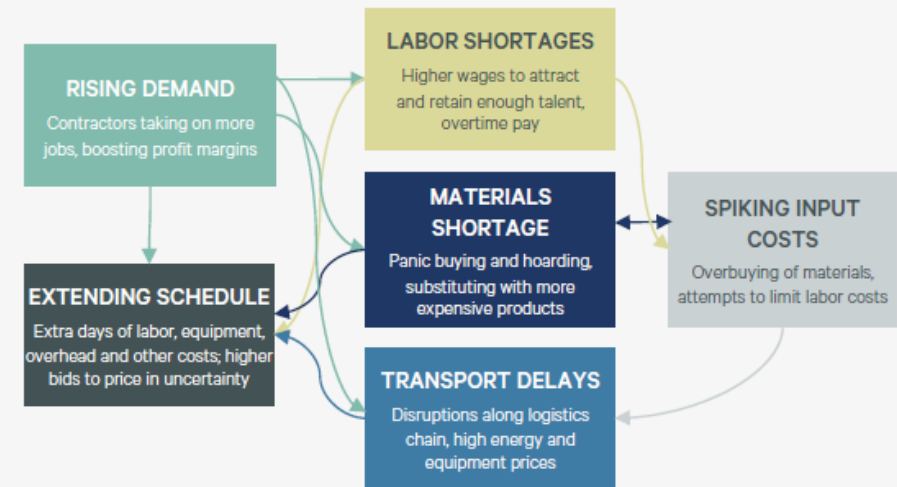 RISING DEMAND
Contractors taking on more
jobs, boosting profit margins
EXTENDING SCHEDULE
Extra days of labor, equipment,
overhead and other costs; higher
bids to price in uncertainty
LABOR SHORTAGES
Higher wages to attract
and retain enough talent,
overtime pay
MATERIALS
SHORTAGE
Panic buying and hoarding,
substituting with more
expensive products
TRANSPORT DELAYS
Disruptions along logistics
chain, high energy and
equipment prices
SPIKING INPUT
COSTS
Overbuying of materials,
attempts to limit labor costs